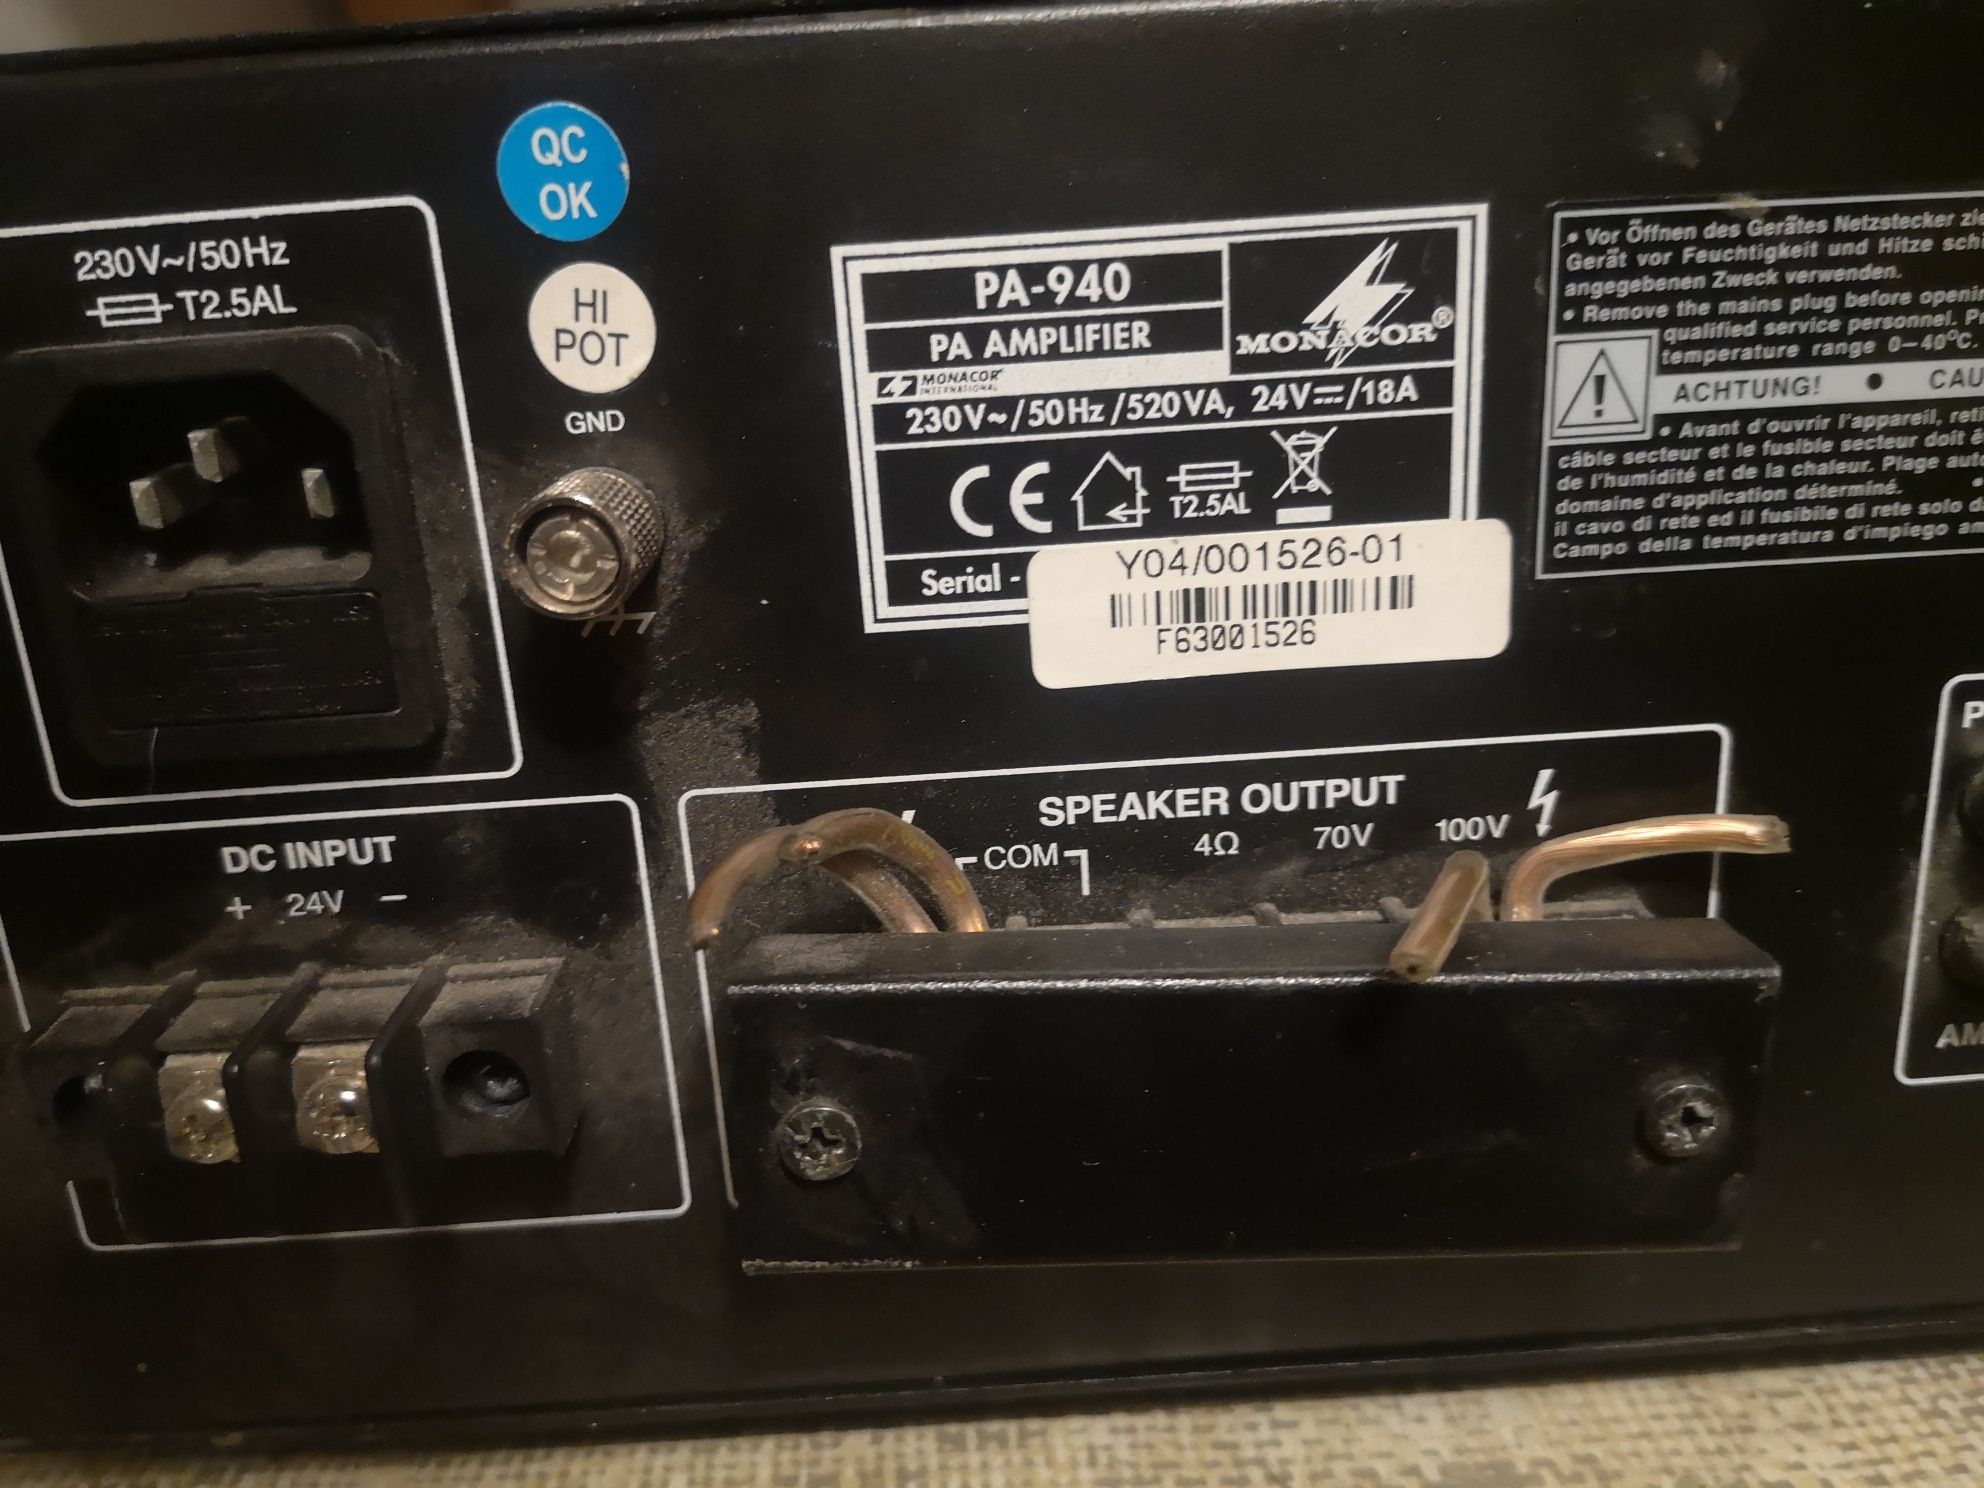 QC
OK
230V~/50Hz
T2.5AL
HI
POT
GND
PA-940
PA AMPLIFIER
MONACOR®
MONACOR®
INTERNATIONAL
230V~/50Hz/520VA, 24V⎓/18A
CE
T2.5AL
Serial -
Y04/001526-01
F63001526
• Vor Öffnen des Gerätes Netzstecker
Gerät vor Feuchtigkeit und Hitze
angegebenen Zweck verwenden.
• Remove the mains plug before
qualified service personnel.
temperature range 0–40°C.
ACHTUNG! •
• Avant d'ouvrir l'appareil,
câble secteur et le fusible secteur doit
de l'humidité et de la chaleur. Plage
domaine d'application déterminé. •
il cavo di rete ed il fusibile di rete solo
Campo della temperatura d'impiego
DC INPUT
+ 24V –
SPEAKER OUTPUT
COM 4Ω 70V 100V